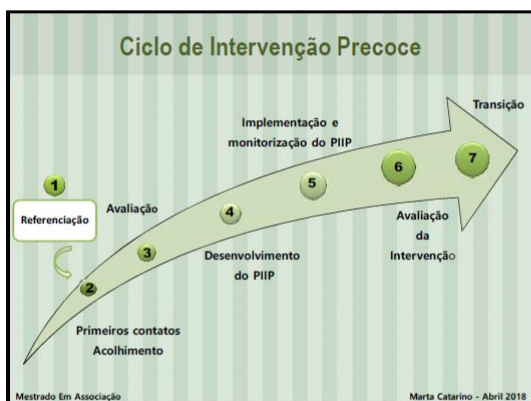 Ciclo de Intervenção Precoce
1
Referenciação
2
Primeiros contatos
Acolhimento
3
Avaliação
4
Desenvolvimento
do PIIP
5
Implementação e
monitorização do PIIP
6
Avaliação
da
Intervenção
7
Transição
Mestrado Em Associação
Marta Catarino - Abril 2018